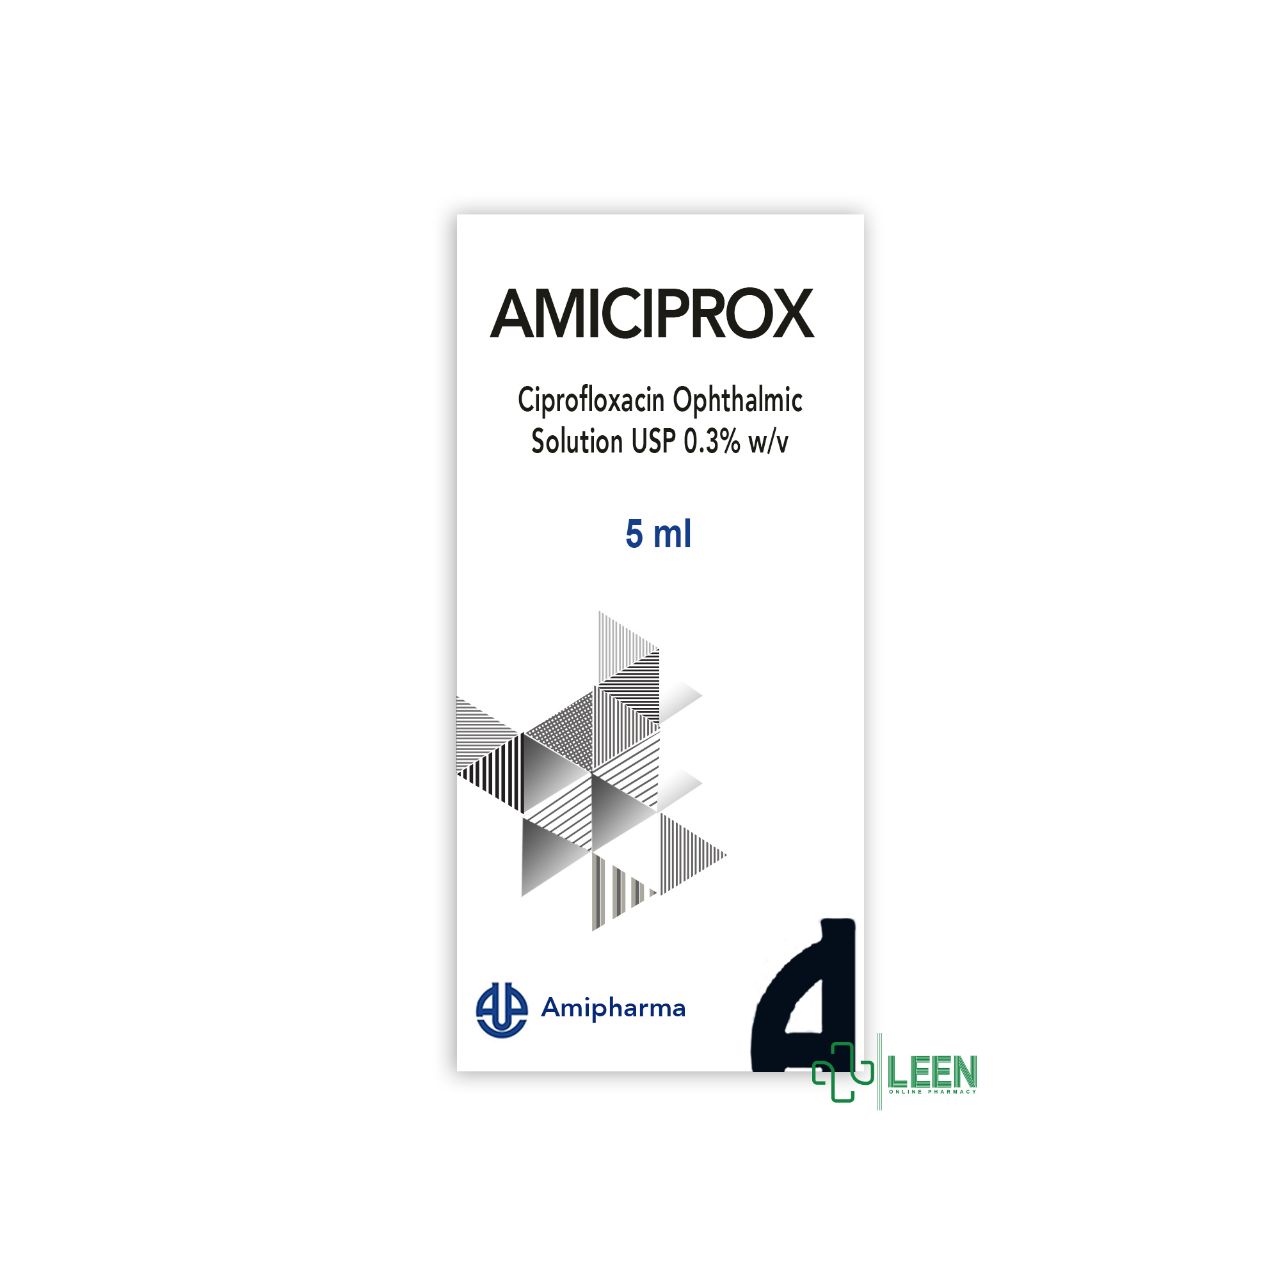 AMICIPROX
Ciprofloxacin Ophthalmic
Solution USP 0.3% w/v
5 ml
Amipharma
LEEN
ONLINE PHARMACY